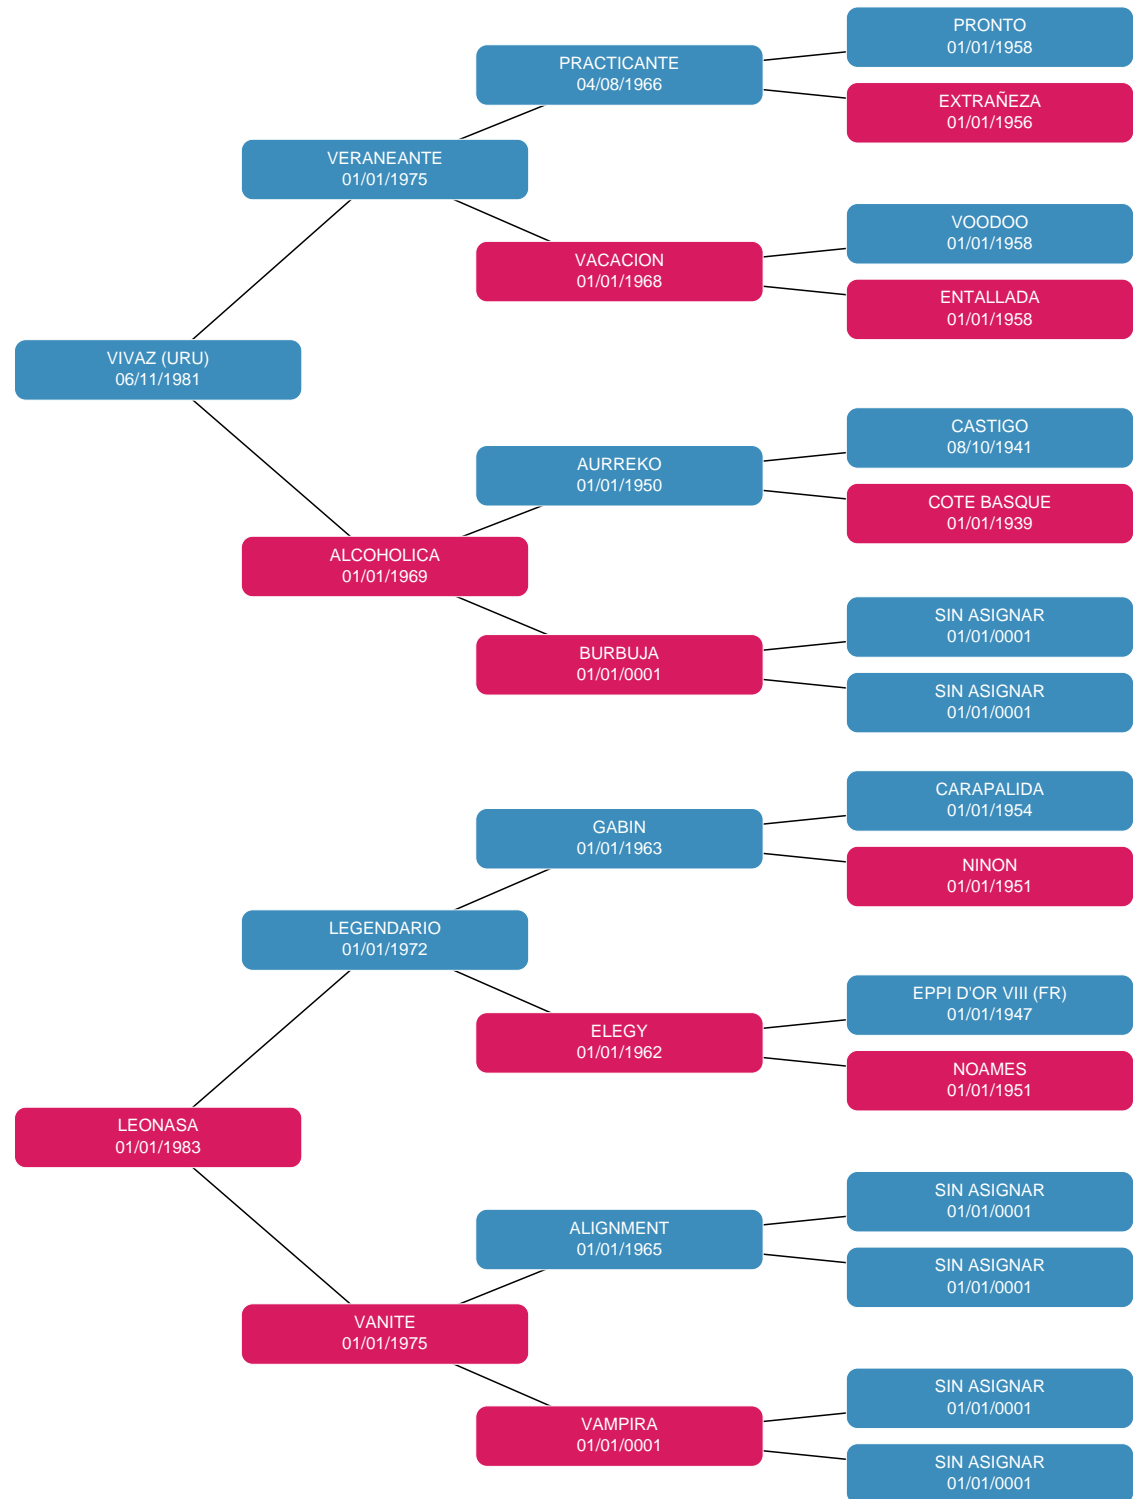 PRONTO
01/01/1958
PRACTICANTE
04/08/1966
EXTRAÑEZA
01/01/1956
VERANEANTE
01/01/1975
VOODOO
01/01/1958
VACACION
01/01/1968
ENTALLADA
01/01/1958
VIVAZ (URU)
06/11/1981
CASTIGO
08/10/1941
AURREKO
01/01/1950
COTE BASQUE
01/01/1939
ALCOHOLICA
01/01/1969
SIN ASIGNAR
01/01/0001
BURBUJA
01/01/0001
SIN ASIGNAR
01/01/0001
CARAPALIDA
01/01/1954
GABIN
01/01/1963
NINON
01/01/1951
LEGENDARIO
01/01/1972
EPPI D'OR VIII (FR)
01/01/1947
ELEGY
01/01/1962
NOAMES
01/01/1951
LEONASA
01/01/1983
SIN ASIGNAR
01/01/0001
ALIGNMENT
01/01/1965
SIN ASIGNAR
01/01/0001
VANITE
01/01/1975
SIN ASIGNAR
01/01/0001
VAMPIRA
01/01/0001
SIN ASIGNAR
01/01/0001